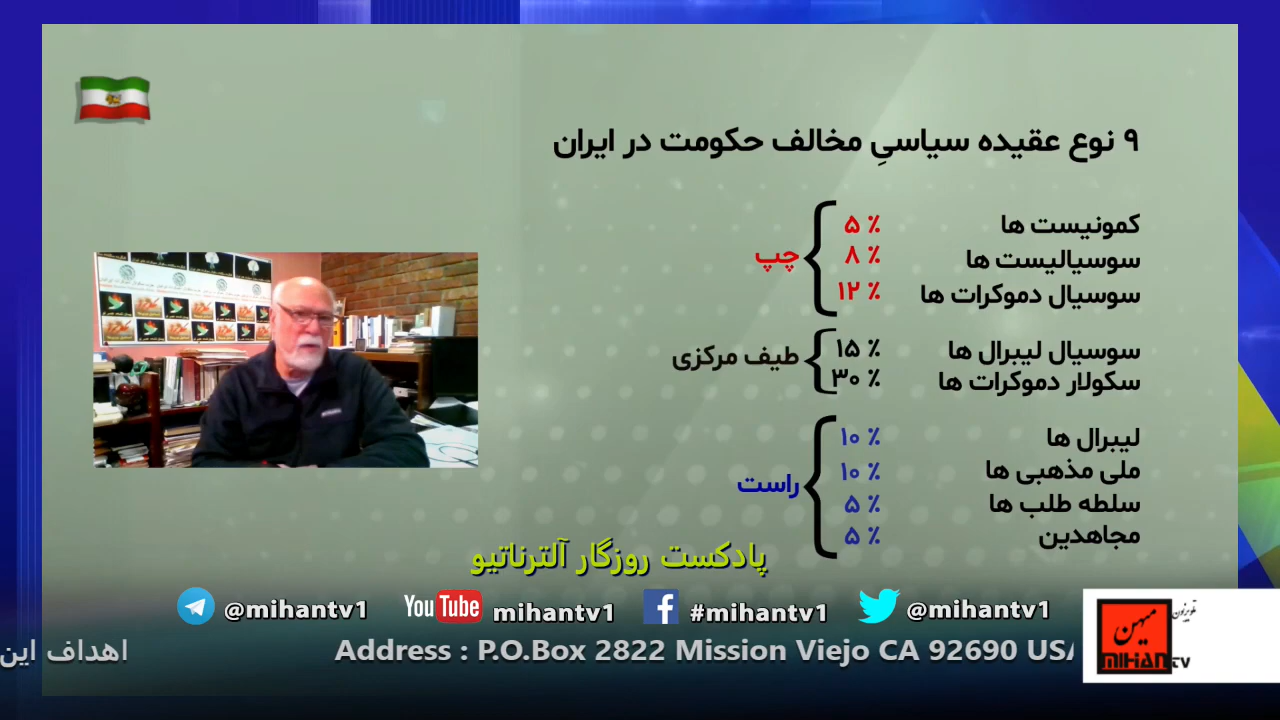 ۹ نوع عقیده سیاسیِ مخالف حکومت در ایران
کمونیست ها ٪ ۵
سوسیالیست ها ٪ ۸
سوسیال دموکرات ها ٪ ۱۲
چپ
سوسیال لیبرال ها ٪ ۱۵
سکولار دموکرات ها ٪ ۳۰
طیف مرکزی
لیبرال ها ٪ ۱۰
ملی مذهبی ها ٪ ۱۰
سلطه طلب ها ٪ ۵
مجاهدین ٪ ۵
راست
پادکست روزگار آلترناتیو
@mihantv1 YouTube mihantv1 #mihantv1 @mihantv1
اهداف این Address : P.O.Box 2822 Mission Viejo CA 92690 USA
تلویزیون
میهن
MIHAN TV